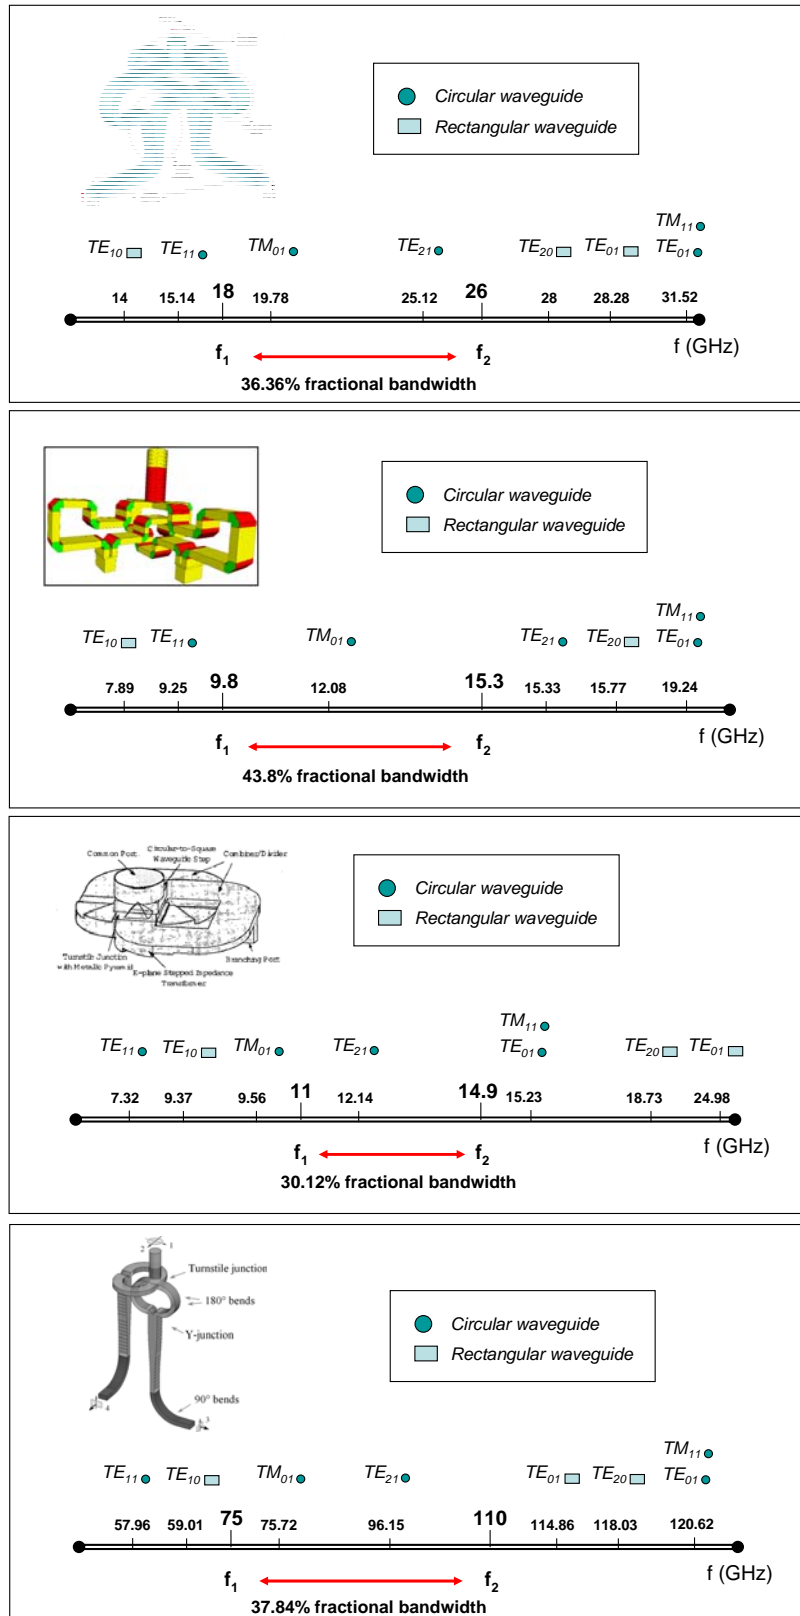 Circular waveguide
Rectangular waveguide
TM11
TE10 TE11 TM01 TE21 TE20 TE01 TE01
14 15.14 18 19.78 25.12 26 28 28.28 31.52
f1 f2 f (GHz)
36.36% fractional bandwidth
Circular waveguide
Rectangular waveguide
TM11
TE10 TE11 TM01 TE21 TE20 TE01
7.89 9.25 9.8 12.08 15.3 15.33 15.77 19.24
f1 f2 f (GHz)
43.8% fractional bandwidth
Circular-to-Square
Common Port Waveguide Step Combiner/Divider
Turnstile Junction Branching Port
with Metallic Pyramid E-plane Stepped Impedance
Transformer
Circular waveguide
Rectangular waveguide
TM11
TE11 TE10 TM01 TE21 TE01 TE20 TE01
7.32 9.37 9.56 11 12.14 14.9 15.23 18.73 24.98
f1 f2 f (GHz)
30.12% fractional bandwidth
2 1
Turnstile junction
180° bends
Y-junction
90° bends
4 3
Circular waveguide
Rectangular waveguide
TM11
TE11 TE10 TM01 TE21 TE01 TE20 TE01
57.96 59.01 75 75.72 96.15 110 114.86 118.03 120.62
f1 f2 f (GHz)
37.84% fractional bandwidth